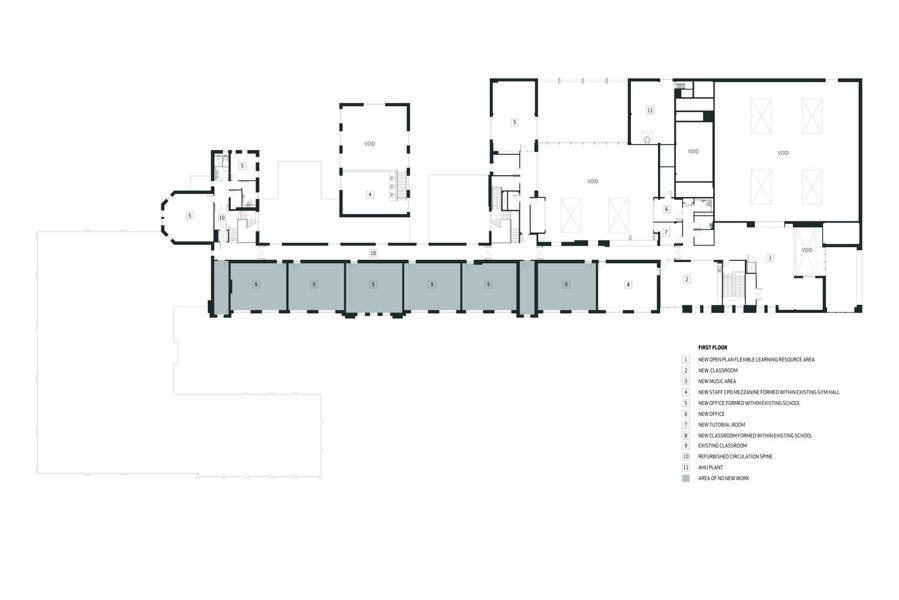 11
3
VOID
VOID
VOID
VOID
5
4
5
6
10
7
VOID
10
1
2
9
9
9
9
9
9
8
FIRST FLOOR
1 NEW OPEN PLAN FLEXIBLE LEARNING RESOURCE AREA
2 NEW CLASSROOM
3 NEW MUSIC AREA
4 NEW STAFF CPD MEZZANINE FORMED WITHIN EXISTING GYM HALL
5 NEW OFFICE FORMED WITHIN EXISTING SCHOOL
6 NEW OFFICE
7 NEW TUTORIAL ROOM
8 NEW CLASSROOM FORMED WITHIN EXISTING SCHOOL
9 EXISTING CLASSROOM
10 REFURBISHED CIRCULATION SPINE
11 AHU PLANT
AREA OF NO NEW WORK